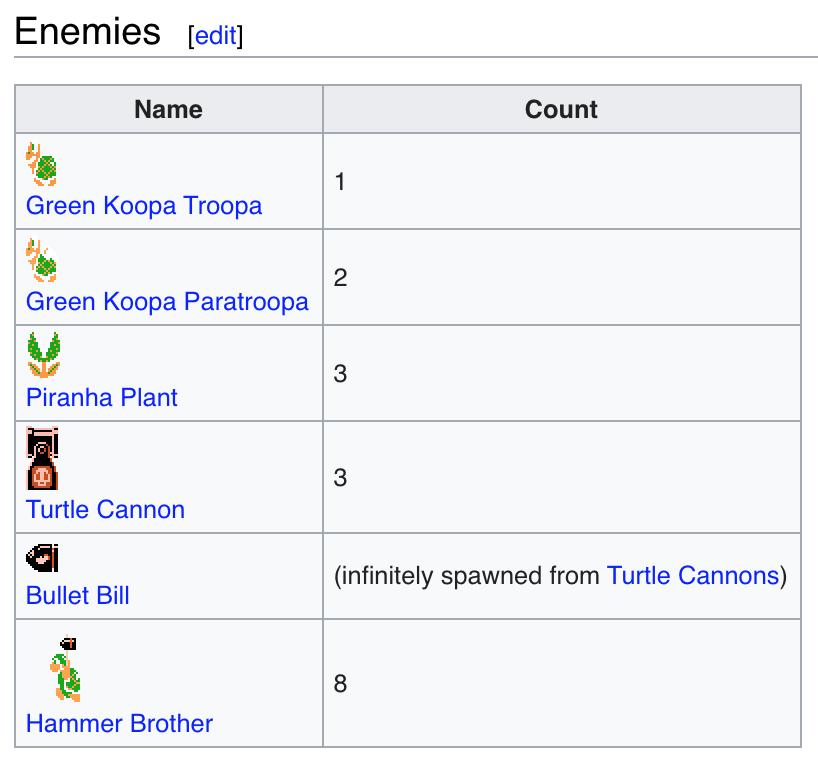 Enemies [edit]
Name Count
Green Koopa Troopa 1
Green Koopa Paratroopa 2
Piranha Plant 3
Turtle Cannon 3
Bullet Bill (infinitely spawned from Turtle Cannons)
Hammer Brother 8